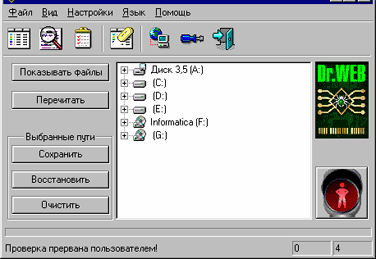 Файл Вид Настройки Язык Помощь
Показывать файлы
Перечитать
Выбранные пути
Сохранить
Восстановить
Очистить
Диск 3,5 (A:)
(C:)
(D:)
(E:)
Informatica (F:)
(G:)
Dr.WEB
Проверка прервана пользователем!
0
4